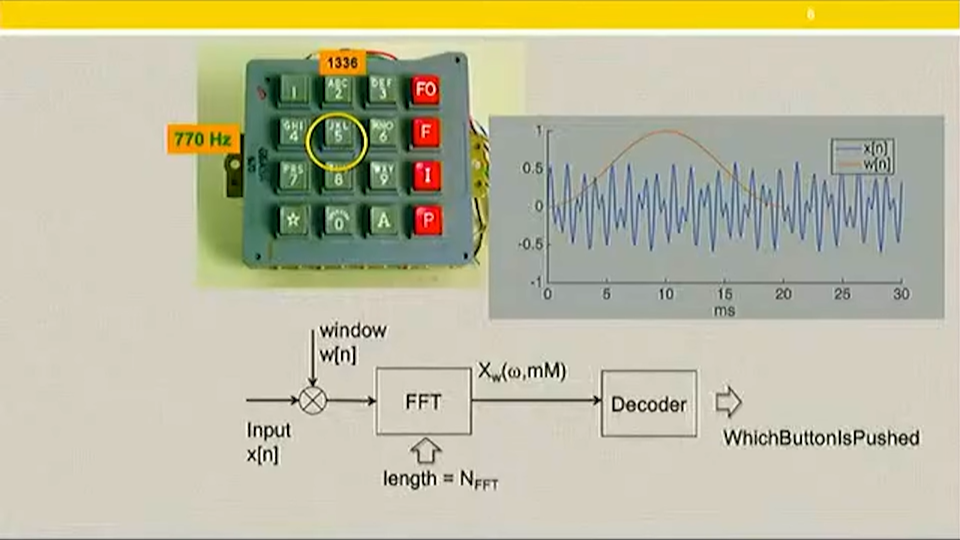 6
1336
770 Hz
1
ABC
2
DEF
3
FO
GHI
4
JKL
5
MNO
6
F
PRS
7
8
WXY
9
I
0
A
P
x[n]
w[n]
1
0.5
0
-0.5
-1
0 5 10 15 20 25 30
ms
window
w[n]
Input
x[n]
FFT
length = NFFT
Xw(ω,mM)
Decoder
WhichButtonIsPushed